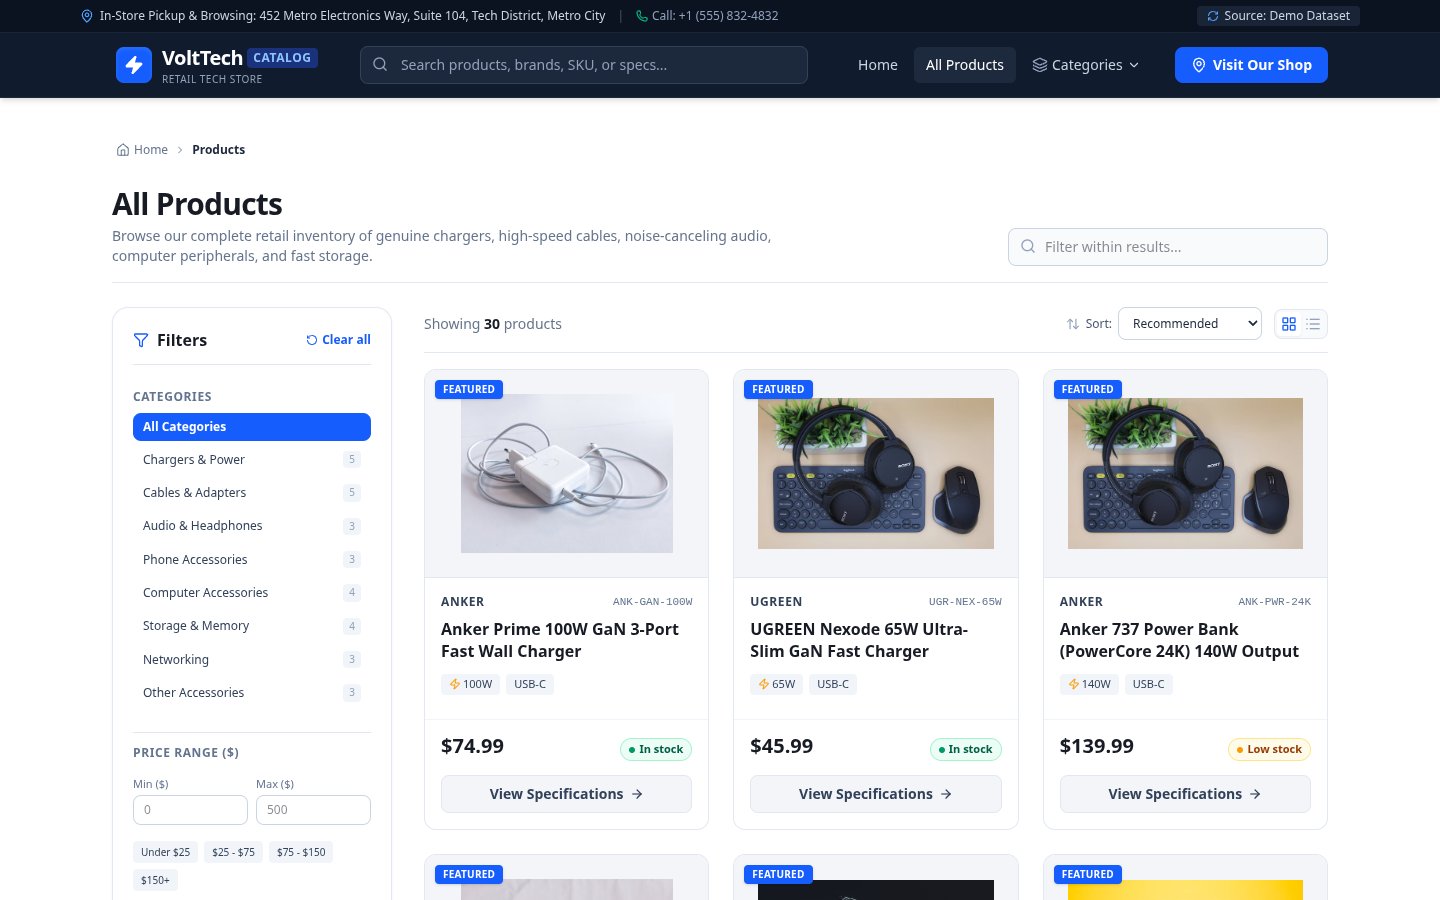 In-Store Pickup & Browsing: 452 Metro Electronics Way, Suite 104, Tech District, Metro City | Call: +1 (555) 832-4832
Source: Demo Dataset
VoltTech CATALOG
RETAIL TECH STORE
Search products, brands, SKU, or specs...
Home
All Products
Categories
Visit Our Shop
Home > Products
All Products
Browse our complete retail inventory of genuine chargers, high-speed cables, noise-canceling audio,
computer peripherals, and fast storage.
Filter within results...
Filters
Clear all
CATEGORIES
All Categories
Chargers & Power 5
Cables & Adapters 5
Audio & Headphones 3
Phone Accessories 3
Computer Accessories 4
Storage & Memory 4
Networking 3
Other Accessories 3
PRICE RANGE ($)
Min ($) Max ($)
0 500
Under $25 $25 - $75 $75 - $150
$150+
Showing 30 products
Sort: Recommended
FEATURED
ANKER ANK-GAN-100W
Anker Prime 100W GaN 3-Port
Fast Wall Charger
100W USB-C
$74.99 In stock
View Specifications
FEATURED
SONY
SONY
UGREEN UGR-NEX-65W
UGREEN Nexode 65W Ultra-
Slim GaN Fast Charger
65W USB-C
$45.99 In stock
View Specifications
FEATURED
SONY
SONY
ANKER ANK-PWR-24K
Anker 737 Power Bank
(PowerCore 24K) 140W Output
140W USB-C
$139.99 Low stock
View Specifications
FEATURED
FEATURED
FEATURED